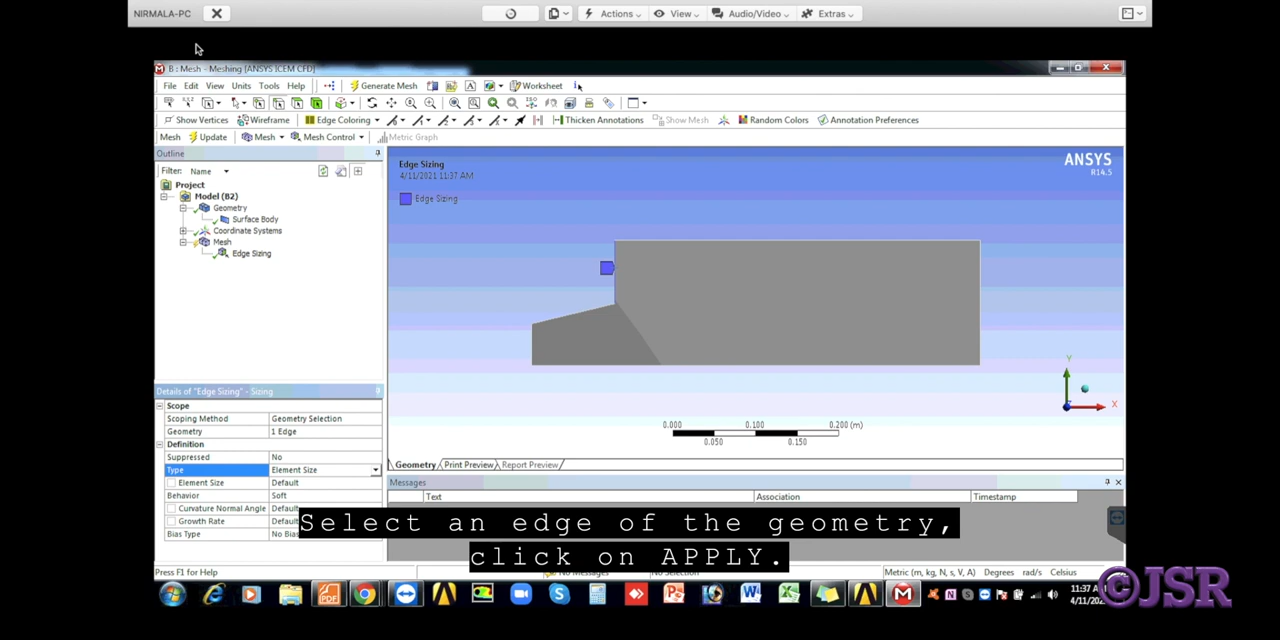 NIRMALA-PC
Actions
View
Audio/Video
Extras
B : Mesh - Meshing [ANSYS ICEM CFD]
File Edit View Units Tools Help
Generate Mesh
Worksheet
Show Vertices
Wireframe
Edge Coloring
Thicken Annotations
Show Mesh
Random Colors
Annotation Preferences
Mesh
Update
Mesh
Mesh Control
Metric Graph
Outline
Filter: Name
Project
Model (B2)
Geometry
Surface Body
Coordinate Systems
Mesh
Edge Sizing
Edge Sizing
4/11/2021 11:37 AM
Edge Sizing
ANSYS
R14.5
Y
X
0.000 0.100 0.200 (m)
0.050 0.150
Geometry Print Preview Report Preview
Details of "Edge Sizing" - Sizing
Scope
Scoping Method Geometry Selection
Geometry 1 Edge
Definition
Suppressed No
Type Element Size
Element Size Default
Behavior Soft
Curvature Normal Angle
Growth Rate
Bias Type
Messages
Text Association Timestamp
Select an edge of the geometry,
click on APPLY.
Press F1 for Help
Metric (m, kg, N, s, V, A) Degrees rad/s Celsius
11:37 AM
©JSR